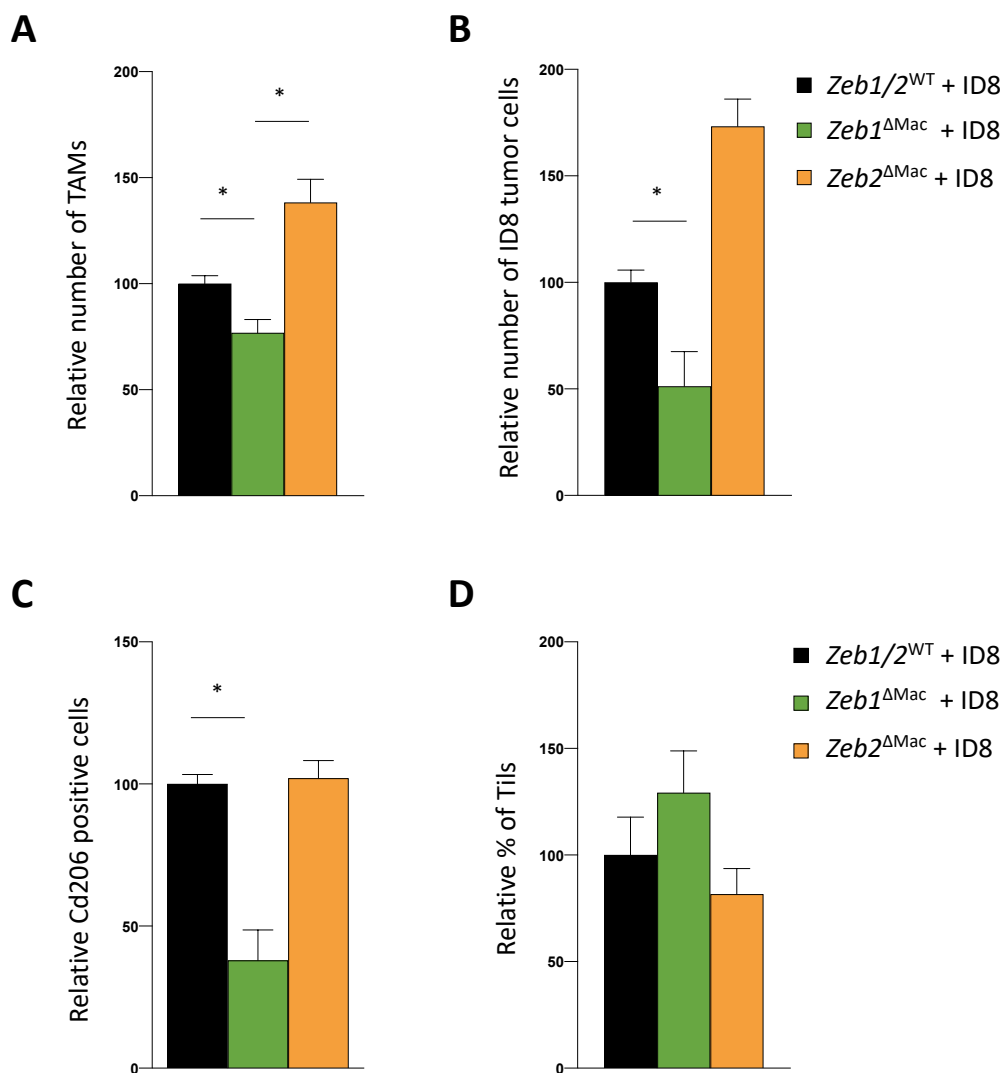 A
Relative number of TAMs
200
150
100
50
0
*
*
B
Relative number of ID8 tumor cells
200
150
100
50
0
*
Zeb1/2WT + ID8
Zeb1ΔMac + ID8
Zeb2ΔMac + ID8
C
Relative Cd206 positive cells
150
100
50
0
*
D
Relative % of Tils
200
150
100
50
0
Zeb1/2WT + ID8
Zeb1ΔMac + ID8
Zeb2ΔMac + ID8